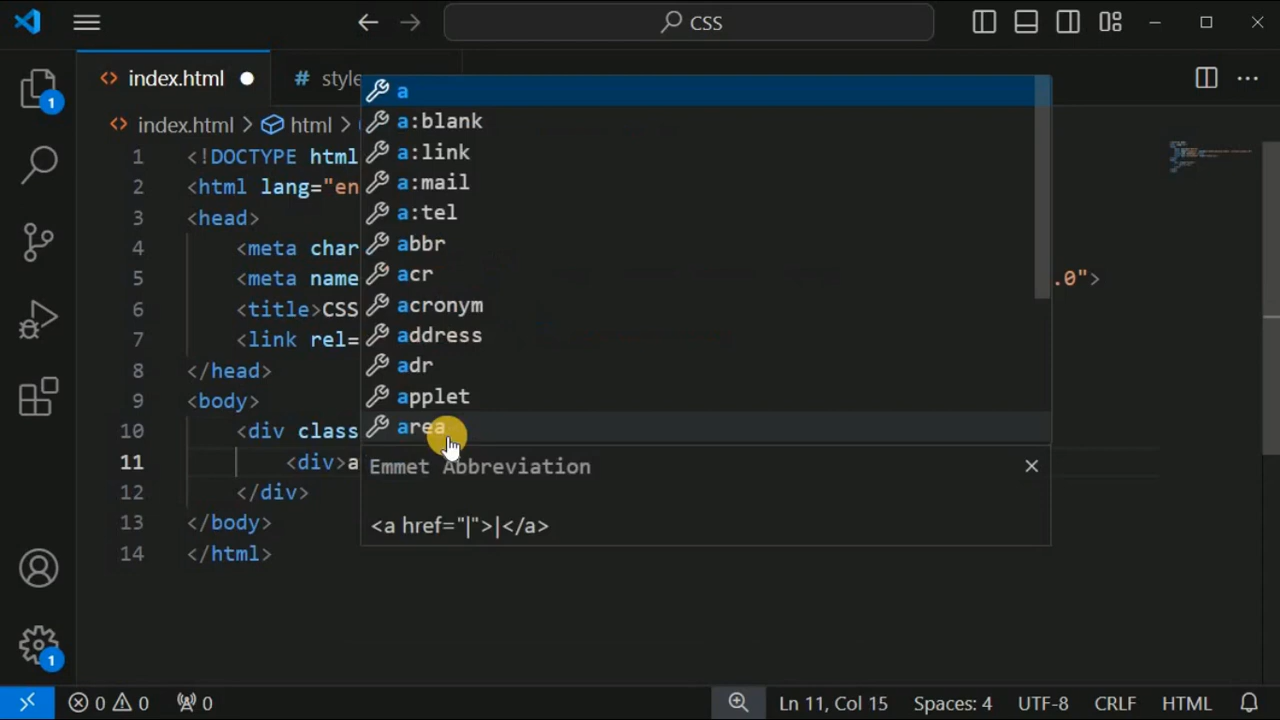 CSS
index.html
# style
index.html > html >
1 <!DOCTYPE html
2 <html lang="en
3 <head>
4 <meta char
5 <meta name .0">
6 <title>CSS
7 <link rel=
8 </head>
9 <body>
10 <div class
11 <div>a
12 </div>
13 </body>
14 </html>
a
a:blank
a:link
a:mail
a:tel
abbr
acr
acronym
address
adr
applet
area
Emmet Abbreviation
<a href="|">|</a>
1
1
0 0 0 Ln 11, Col 15 Spaces: 4 UTF-8 CRLF HTML